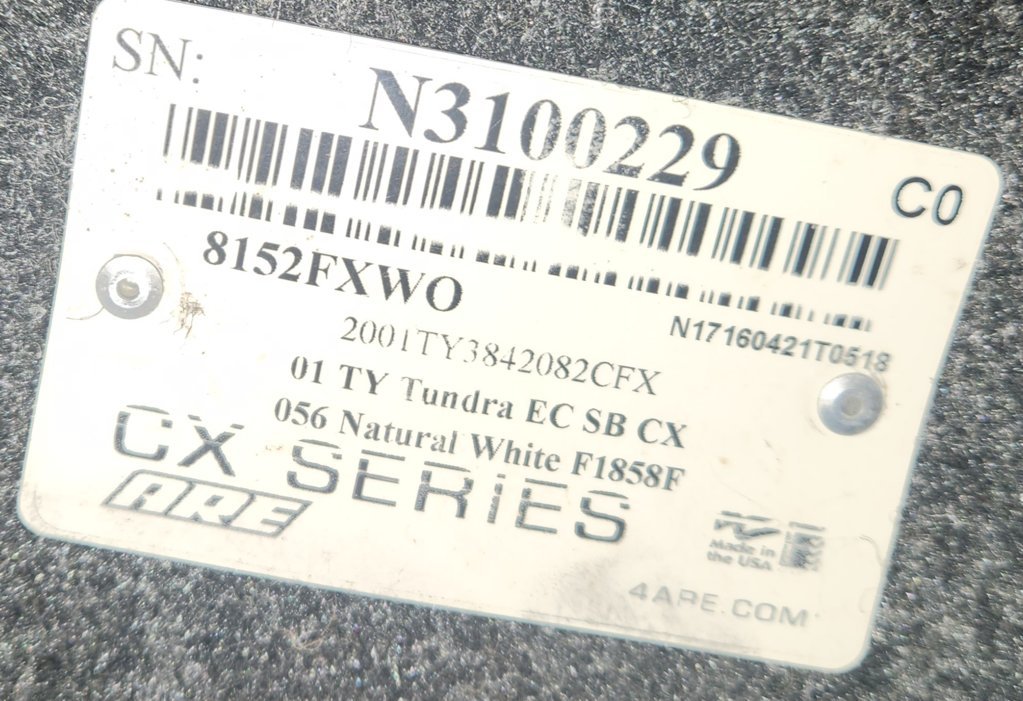 SN:
N3100229
C0
8152FXWO
N17160421T0518
2001TY3842082CFX
01 TY Tundra EC SB CX
056 Natural White F1858F
CX SERIES
ARE
Made in
the USA
4ARE.COM